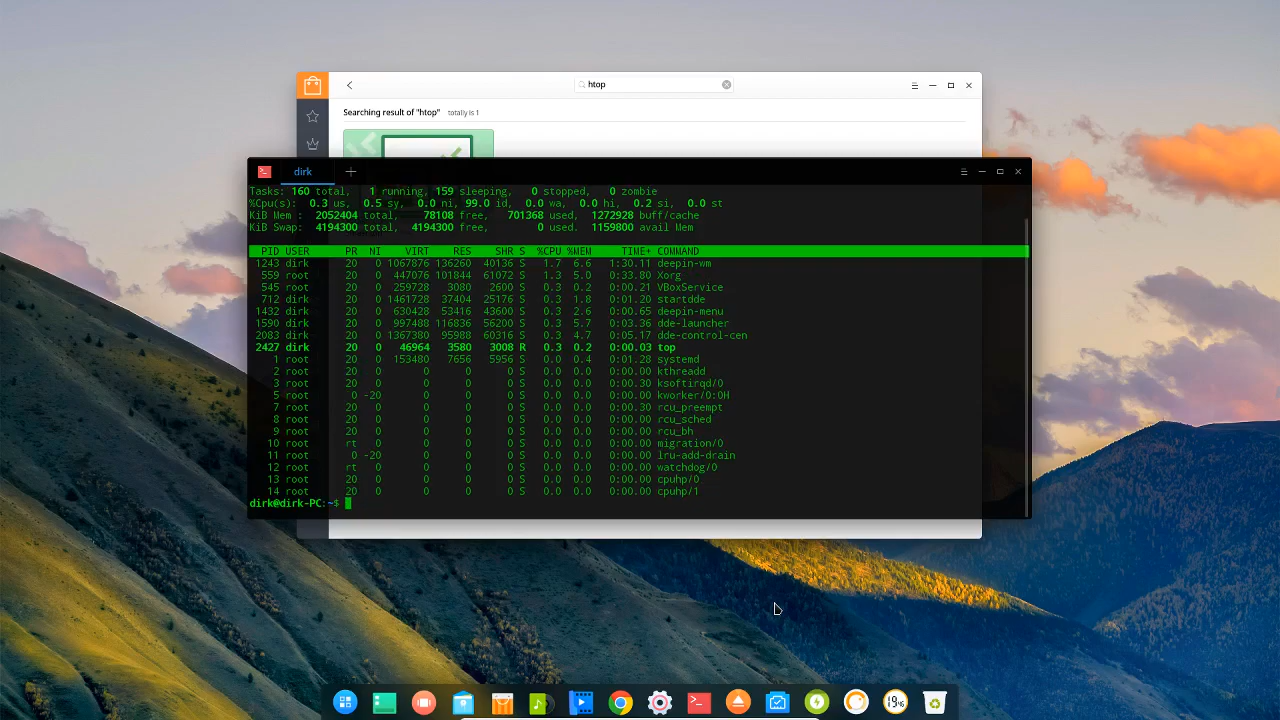 htop
Searching result of "htop" totally is 1
dirk
Tasks: 160 total, 1 running, 159 sleeping, 0 stopped, 0 zombie
%Cpu(s): 0.3 us, 0.5 sy, 0.0 ni, 99.0 id, 0.0 wa, 0.0 hi, 0.2 si, 0.0 st
KiB Mem : 2052404 total, 78108 free, 701368 used, 1272928 buff/cache
KiB Swap: 4194300 total, 4194300 free, 0 used. 1159800 avail Mem
PID USER PR NI VIRT RES SHR S %CPU %MEM TIME+ COMMAND
1243 dirk 20 0 1067876 136260 40136 S 1.7 6.6 1:30.11 deepin-wm
559 root 20 0 447076 101844 61072 S 1.3 5.0 0:33.80 Xorg
545 root 20 0 259728 3080 2600 S 0.3 0.2 0:00.21 VBoxService
712 dirk 20 0 1461728 37404 25176 S 0.3 1.8 0:01.20 startdde
1432 dirk 20 0 630428 53416 43600 S 0.3 2.6 0:00.65 deepin-menu
1590 dirk 20 0 997488 116836 56200 S 0.3 5.7 0:03.36 dde-launcher
2083 dirk 20 0 1367380 95988 60316 S 0.3 4.7 0:05.17 dde-control-cen
2427 dirk 20 0 46964 3580 3008 R 0.3 0.2 0:00.03 top
1 root 20 0 153480 7656 5956 S 0.0 0.4 0:01.28 systemd
2 root 20 0 0 0 0 S 0.0 0.0 0:00.00 kthreadd
3 root 20 0 0 0 0 S 0.0 0.0 0:00.30 ksoftirqd/0
5 root 0 -20 0 0 0 S 0.0 0.0 0:00.00 kworker/0:0H
7 root 20 0 0 0 0 S 0.0 0.0 0:00.30 rcu_preempt
8 root 20 0 0 0 0 S 0.0 0.0 0:00.00 rcu_sched
9 root 20 0 0 0 0 S 0.0 0.0 0:00.00 rcu_bh
10 root rt 0 0 0 0 S 0.0 0.0 0:00.00 migration/0
11 root 0 -20 0 0 0 S 0.0 0.0 0:00.00 lru-add-drain
12 root rt 0 0 0 0 S 0.0 0.0 0:00.00 watchdog/0
13 root 20 0 0 0 0 S 0.0 0.0 0:00.00 cpuhp/0
14 root 20 0 0 0 0 S 0.0 0.0 0:00.00 cpuhp/1
dirk@dirk-PC:~$